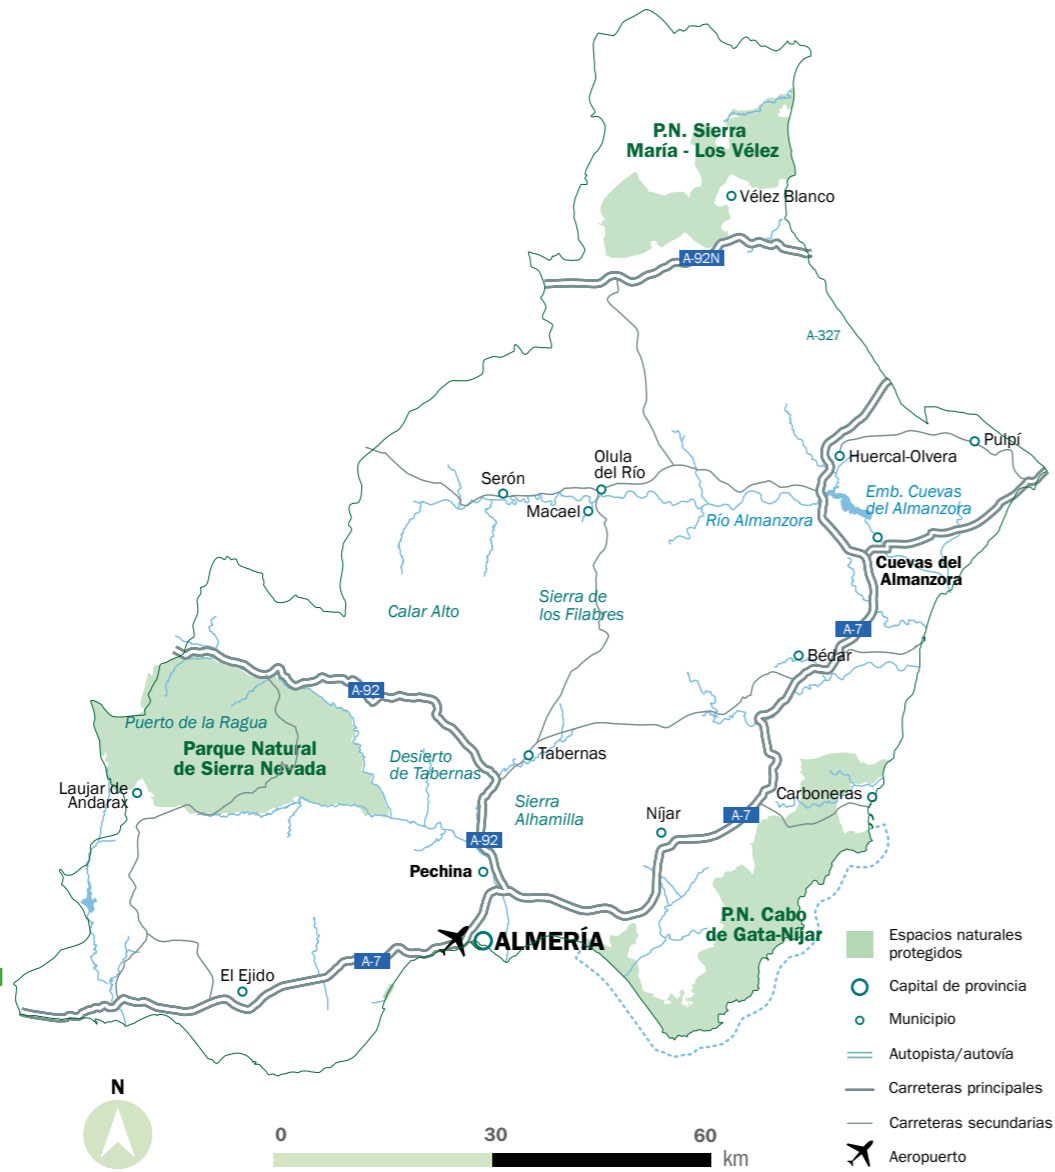 P.N. Sierra
María - Los Vélez
Vélez Blanco
A-92N
A-327
Pulpí
Huercal-Olvera
Olula
del Río
Serón
Macael
Emb. Cuevas
del Almanzora
Río Almanzora
Cuevas del
Almanzora
Sierra de
los Filabres
Calar Alto
A-7
Bédar
A-92
Puerto de la Ragua
Parque Natural
de Sierra Nevada
Desierto
de Tabernas
Tabernas
Laujar de
Andarax
Carboneras
Sierra
Alhamilla
Níjar
A-7
A-92
Pechina
P.N. Cabo
de Gata-Níjar
ALMERÍA
A-7
El Ejido
Espacios naturales
protegidos
Capital de provincia
Municipio
Autopista/autovía
Carreteras principales
Carreteras secundarias
Aeropuerto
N
0 30 60
km